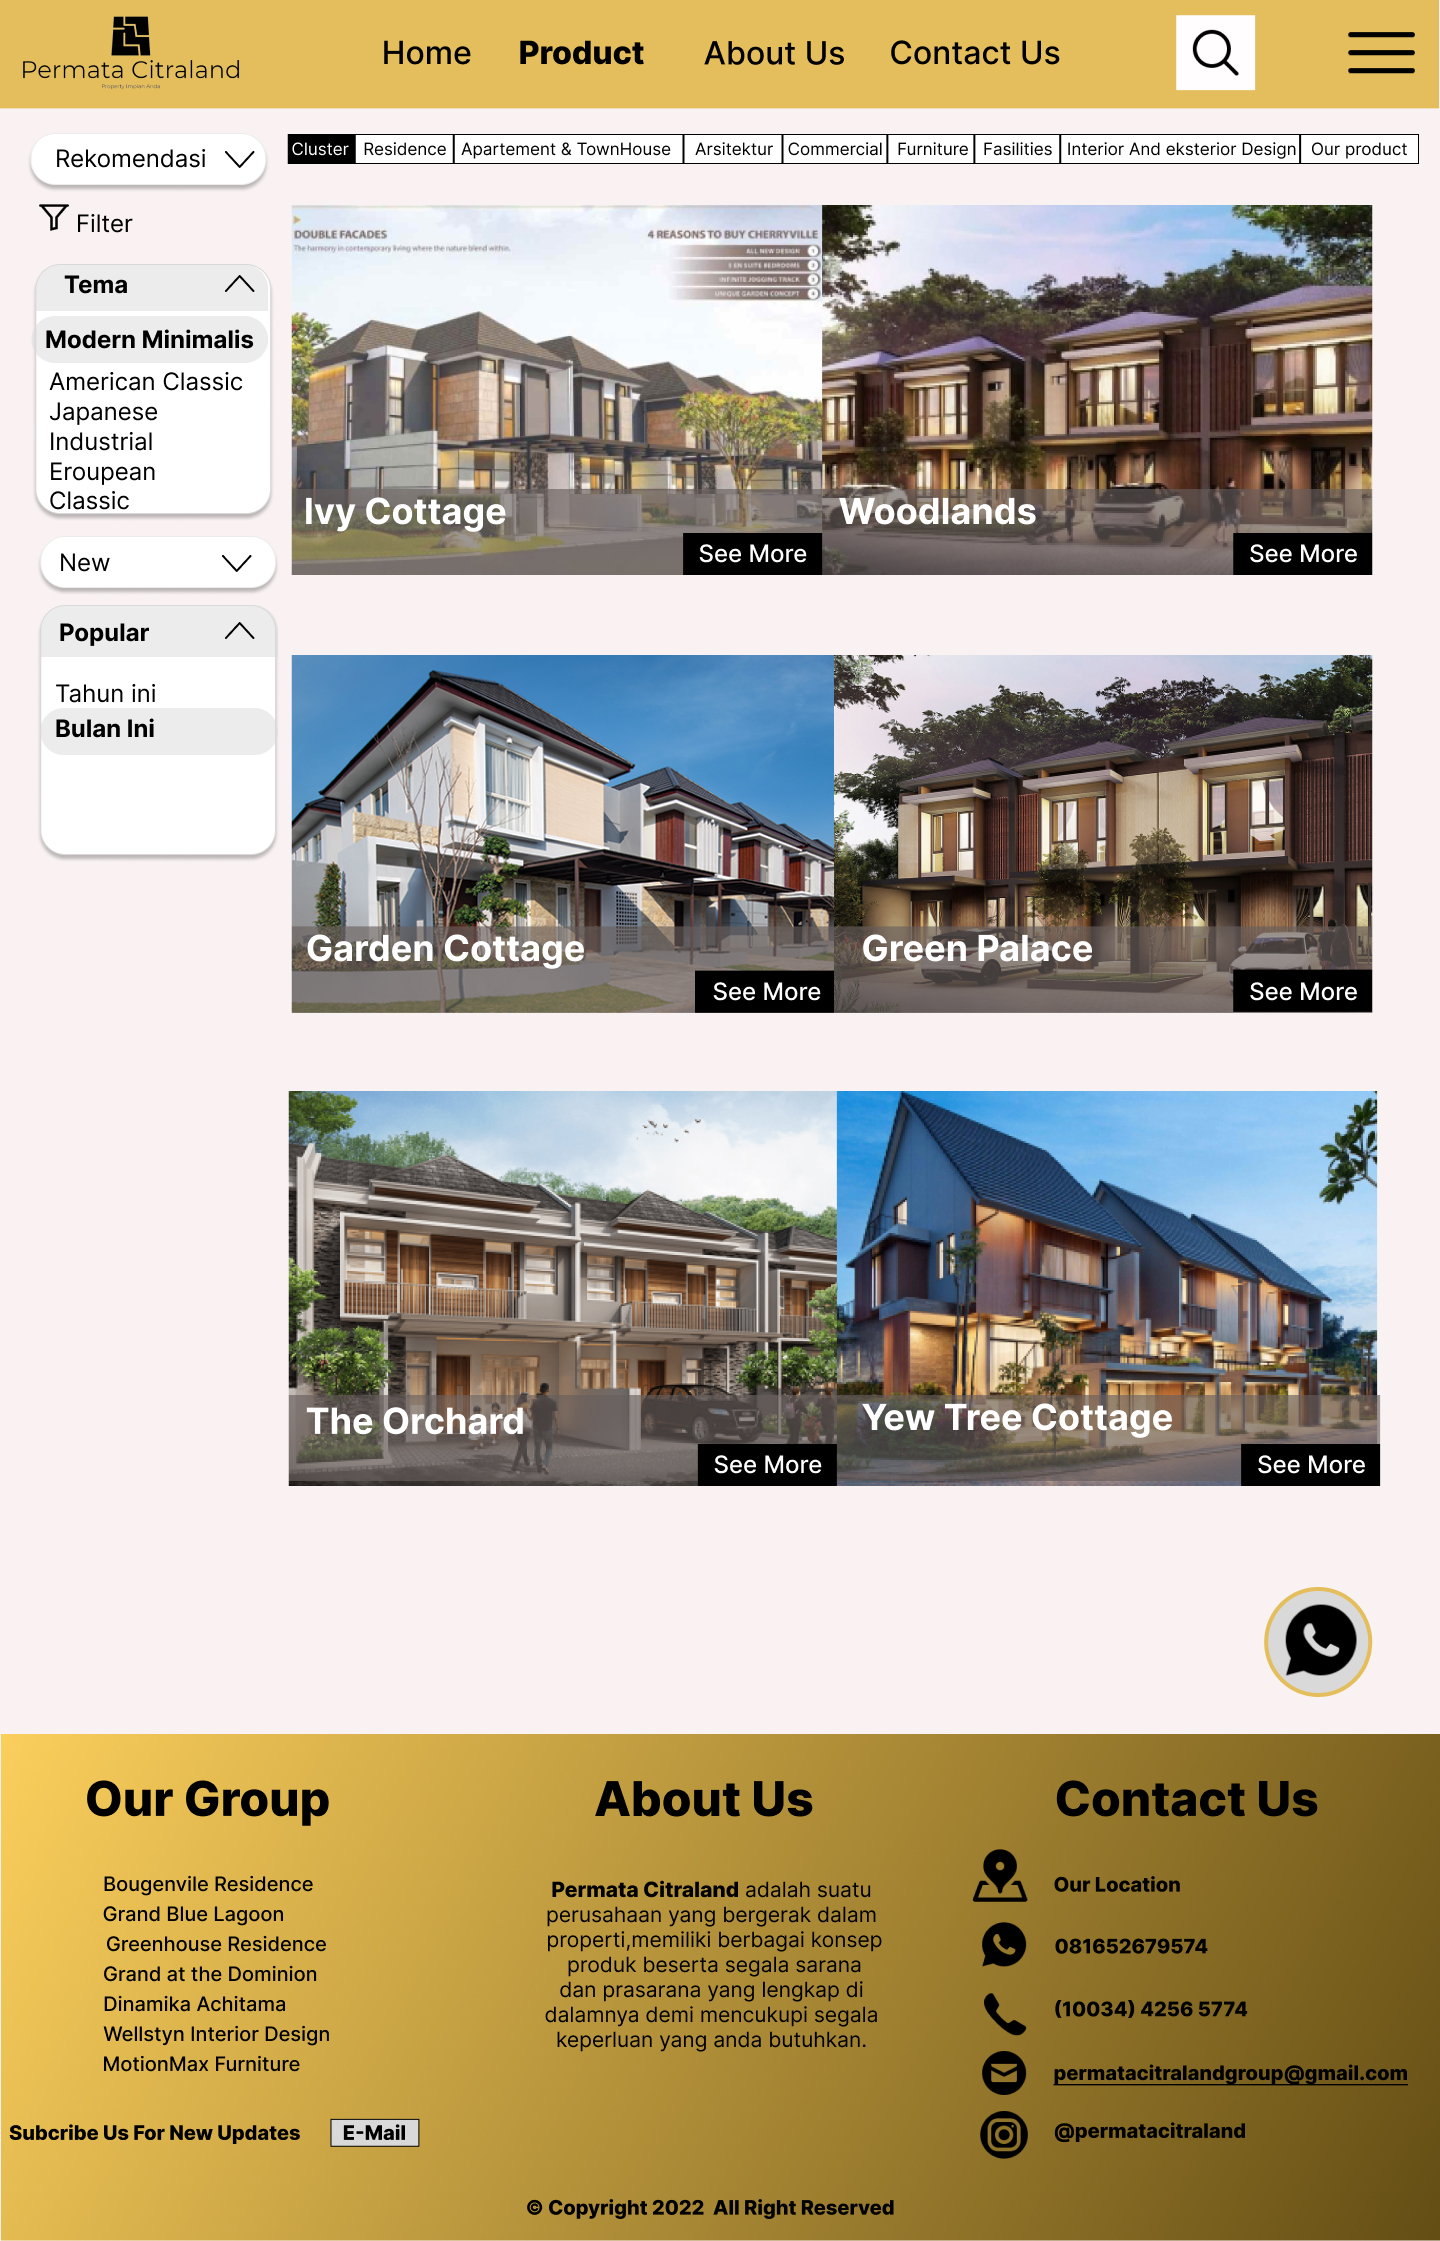 Permata Citraland
Property Impian Anda
Home
Product
About Us
Contact Us
Rekomendasi
Filter
Tema
Modern Minimalis
American Classic
Japanese
Industrial
Eroupean
Classic
New
Popular
Tahun ini
Bulan Ini
Cluster
Residence
Apartement & TownHouse
Arsitektur
Commercial
Furniture
Fasilities
Interior And eksterior Design
Our product
DOUBLE FACADES
The harmony in contemporary living where the nature blend within.
4 REASONS TO BUY CHERRYVILLE
ALL NEW DESIGN 1
3 EN SUITE BEDROOMS 2
INFINITE JOGGING TRACK 3
UNIQUE GARDEN CONCEPT 4
Ivy Cottage
See More
Woodlands
See More
Garden Cottage
See More
Green Palace
See More
The Orchard
See More
Yew Tree Cottage
See More
Our Group
Bougenvile Residence
Grand Blue Lagoon
Greenhouse Residence
Grand at the Dominion
Dinamika Achitama
Wellstyn Interior Design
MotionMax Furniture
Subcribe Us For New Updates
E-Mail
About Us
Permata Citraland adalah suatu
perusahaan yang bergerak dalam
properti,memiliki berbagai konsep
produk beserta segala sarana
dan prasarana yang lengkap di
dalamnya demi mencukupi segala
keperluan yang anda butuhkan.
Contact Us
Our Location
081652679574
(10034) 4256 5774
permatacitralandgroup@gmail.com
@permatacitraland
© Copyright 2022 All Right Reserved